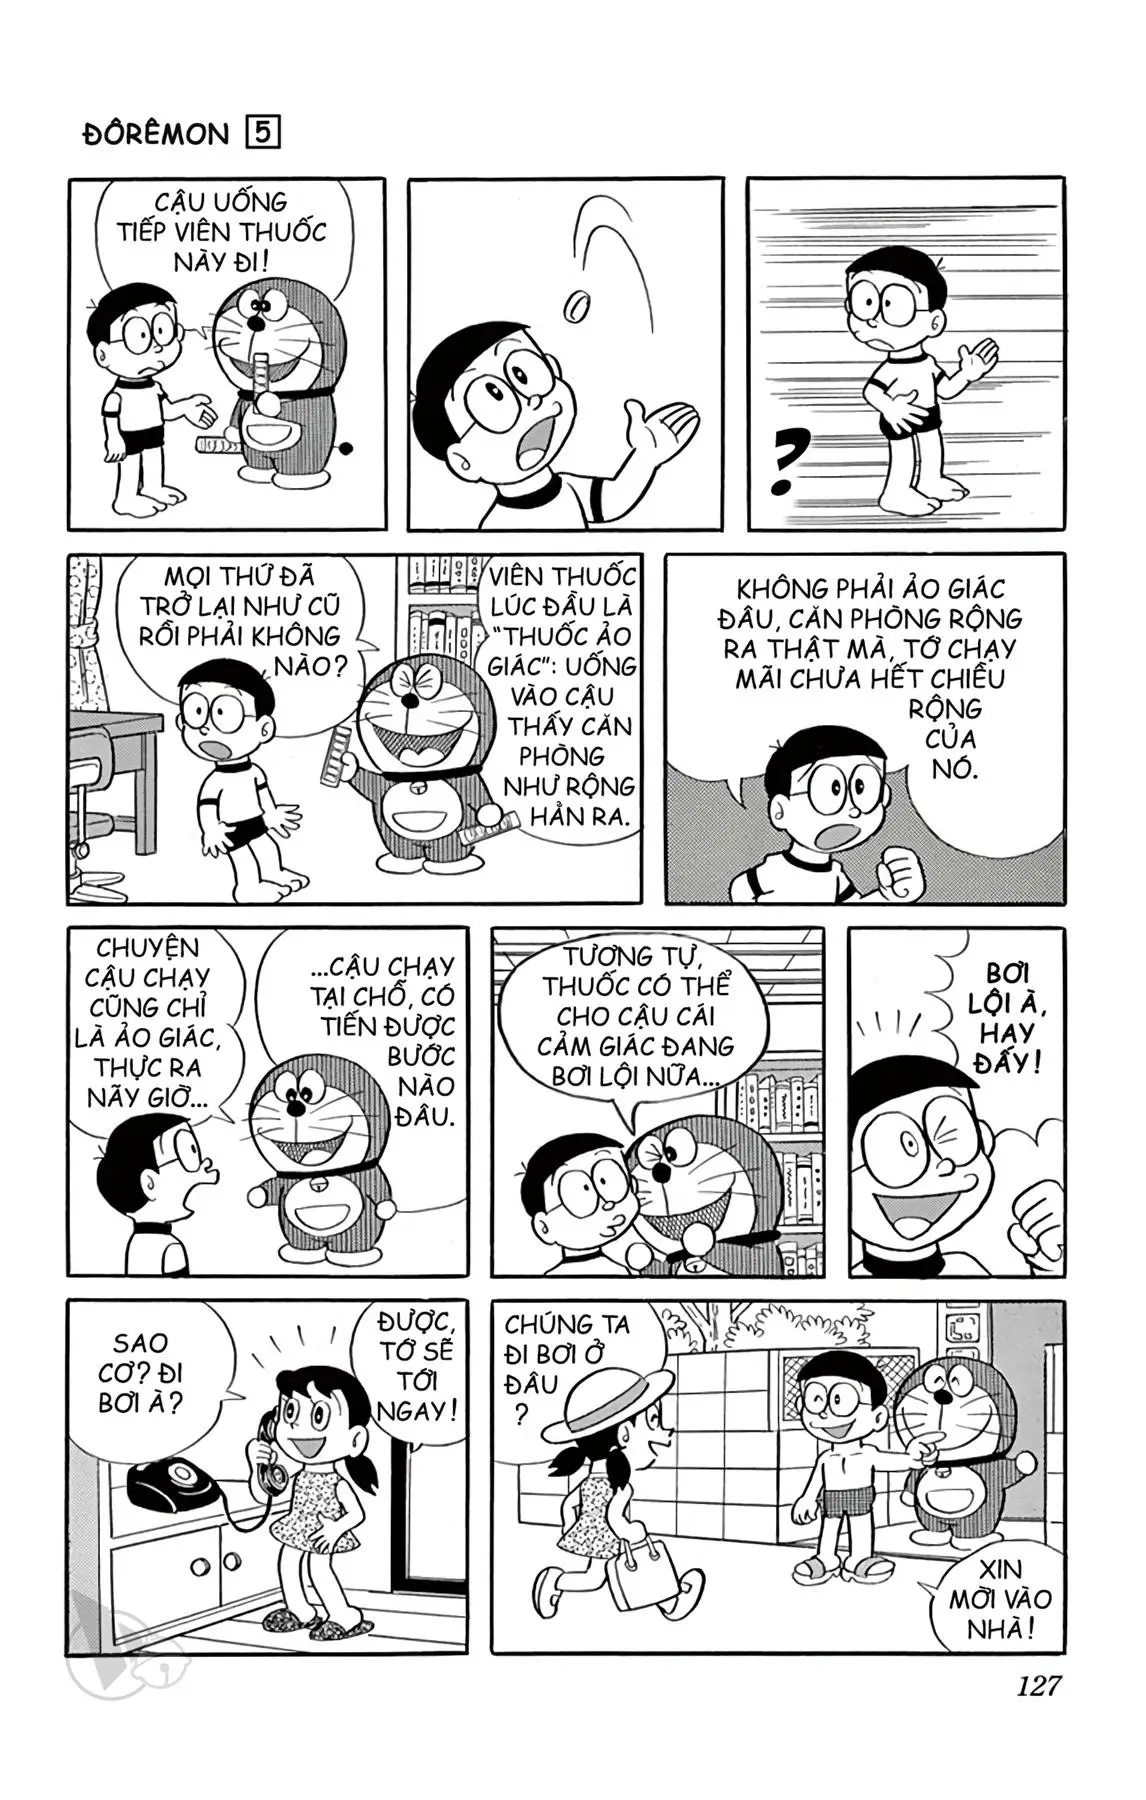 ĐÔRÊMON 5
CẬU UỐNG
TIẾP VIÊN THUỐC
NÀY ĐI!
?
MỌI THỨ ĐÃ
TRỞ LẠI NHƯ CŨ
RỒI PHẢI KHÔNG
NÀO?
VIÊN THUỐC
LÚC ĐẦU LÀ
“THUỐC ẢO
GIÁC”: UỐNG
VÀO CẬU
THẤY CĂN
PHÒNG
NHƯ RỘNG
HẲN RA.
KHÔNG PHẢI ẢO GIÁC
ĐÂU, CĂN PHÒNG RỘNG
RA THẬT MÀ, TỚ CHẠY
MÃI CHƯA HẾT CHIỀU
RỘNG
CỦA
NÓ.
CHUYỆN
CẬU CHẠY
CŨNG CHỈ
LÀ ẢO GIÁC,
THỰC RA
NÃY GIỜ...
...CẬU CHẠY
TẠI CHỖ, CÓ
TIẾN ĐƯỢC
BƯỚC
NÀO
ĐÂU.
TƯƠNG TỰ,
THUỐC CÓ THỂ
CHO CẬU CÁI
CẢM GIÁC ĐANG
BƠI LỘI NỮA...
BƠI
LỘI À,
HAY
ĐẤY!
SAO
CƠ? ĐI
BƠI À?
ĐƯỢC,
TỚ SẼ
TỚI
NGAY!
CHÚNG TA
ĐI BƠI Ở
ĐÂU
?
XIN
MỜI VÀO
NHÀ!
127